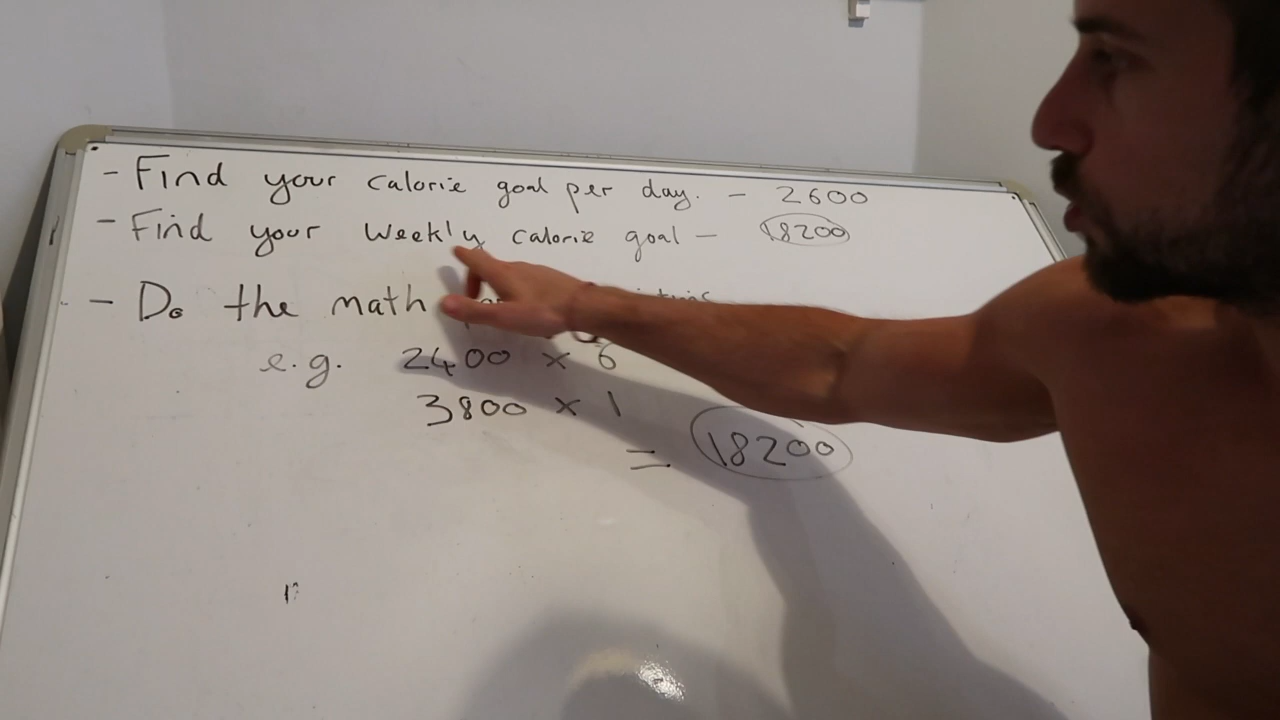 - Find your calorie goal per day. - 2600
- Find your weekly calorie goal - 18200
- Do the math
e.g. 2400 x 6
3800 x 1
= 18200